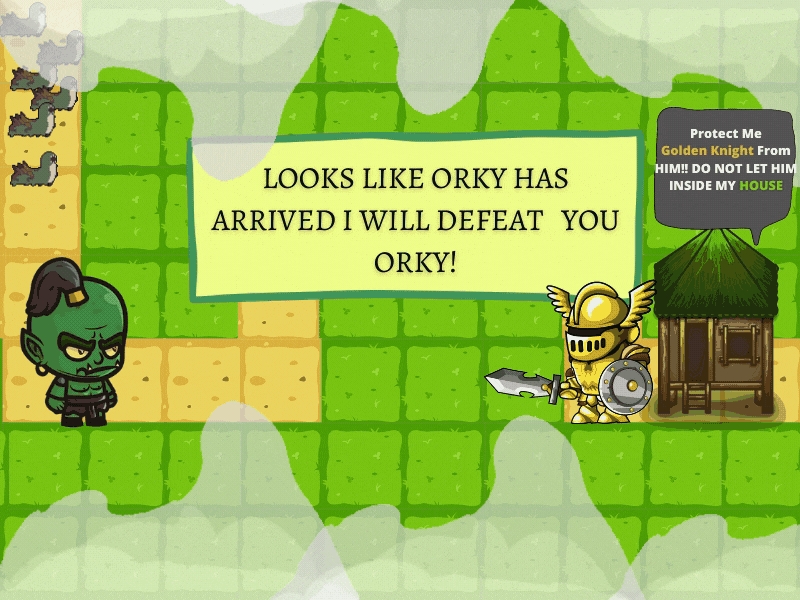 LOOKS LIKE ORKY HAS
ARRIVED I WILL DEFEAT YOU
ORKY!
Protect Me
Golden Knight From
HIM!! DO NOT LET HIM
INSIDE MY HOUSE